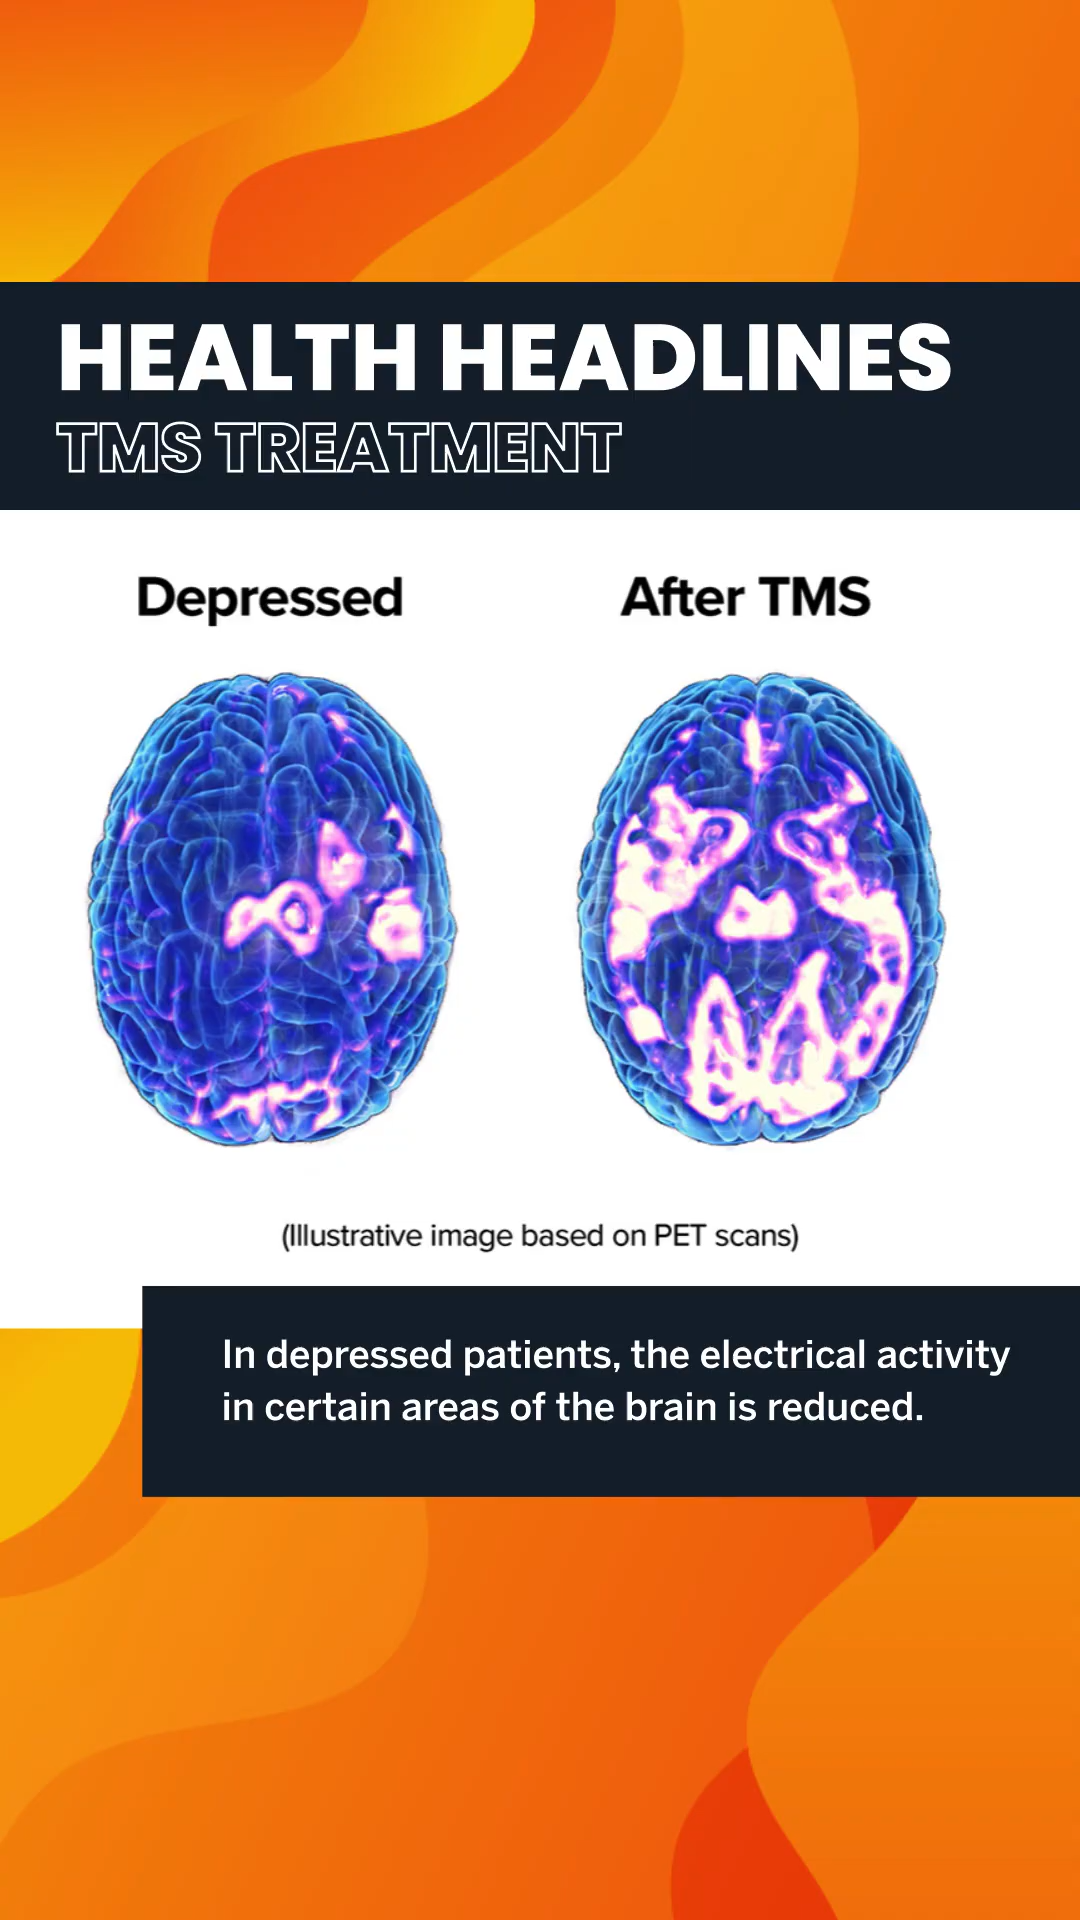 HEALTH HEADLINES
TMS TREATMENT
Depressed
After TMS
(Illustrative image based on PET scans)
In depressed patients, the electrical activity
in certain areas of the brain is reduced.